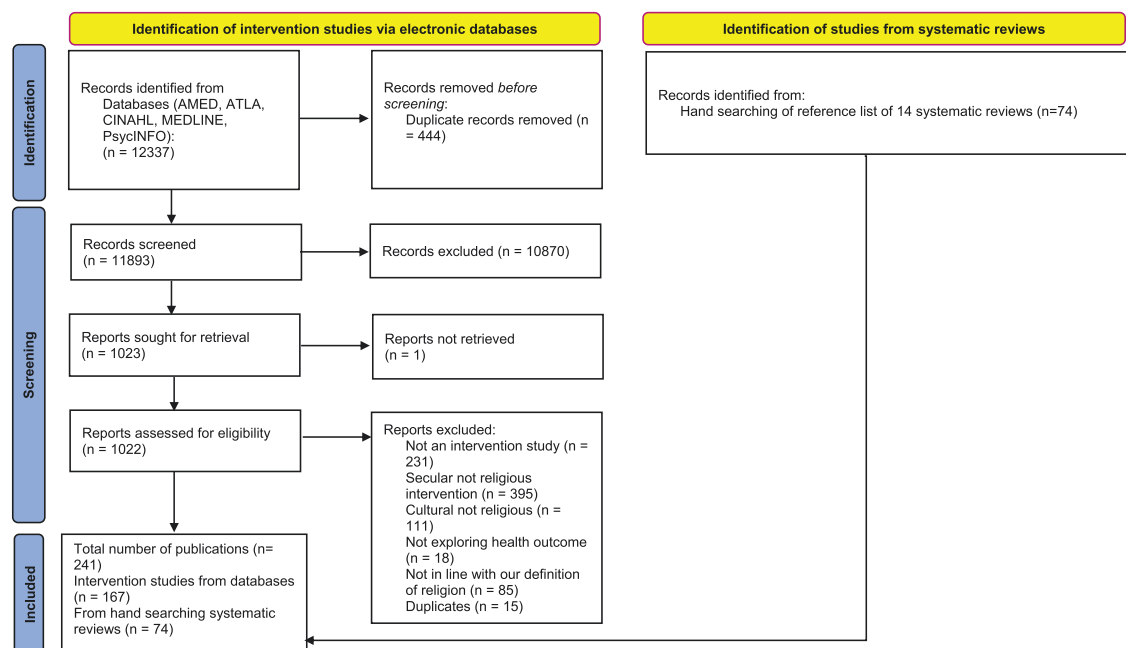 Identification of intervention studies via electronic databases
Identification of studies from systematic reviews
Identification
Records identified from
Databases (AMED, ATLA,
CINAHL, MEDLINE,
PsycINFO):
(n = 12337)
Records removed before
screening:
Duplicate records removed (n
= 444)
Records identified from:
Hand searching of reference list of 14 systematic reviews (n=74)
Screening
Records screened
(n = 11893)
Records excluded (n = 10870)
Reports sought for retrieval
(n = 1023)
Reports not retrieved
(n = 1)
Reports assessed for eligibility
(n = 1022)
Reports excluded:
Not an intervention study (n =
231)
Secular not religious
intervention (n = 395)
Cultural not religious (n =
111)
Not exploring health outcome
(n = 18)
Not in line with our definition
of religion (n = 85)
Duplicates (n = 15)
Included
Total number of publications (n=
241)
Intervention studies from databases
(n = 167)
From hand searching systematic
reviews (n = 74)